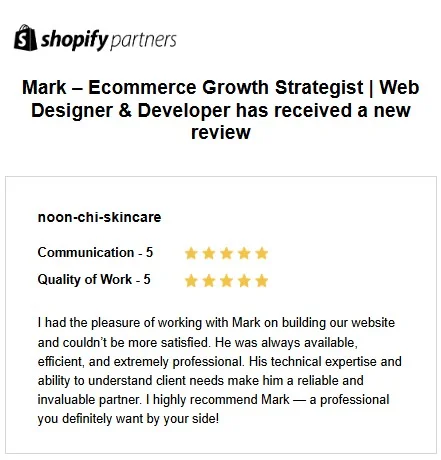 shopify partners
Mark – Ecommerce Growth Strategist | Web
Designer & Developer has received a new
review
noon-chi-skincare
Communication - 5
Quality of Work - 5
I had the pleasure of working with Mark on building our website
and couldn't be more satisfied. He was always available,
efficient, and extremely professional. His technical expertise and
ability to understand client needs make him a reliable and
invaluable partner. I highly recommend Mark — a professional
you definitely want by your side!